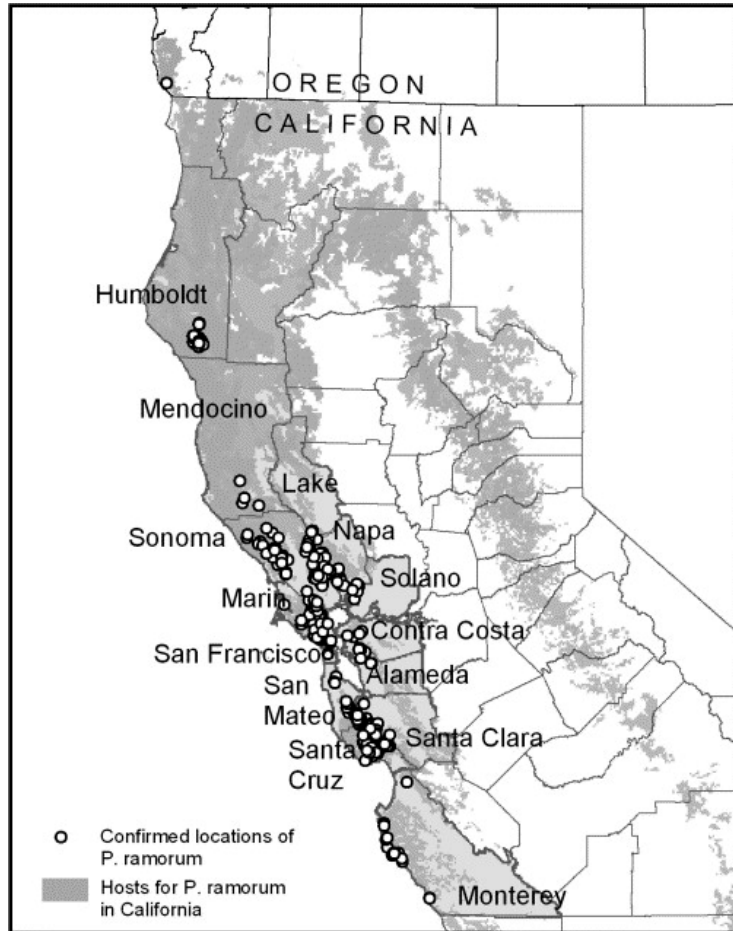 OREGON
CALIFORNIA
Humboldt
Mendocino
Lake
Sonoma
Napa
Solano
Marin
Contra Costa
San Francisco
Alameda
San
Mateo
Santa Clara
Santa
Cruz
Confirmed locations of
P. ramorum
Hosts for P. ramorum
in California
Monterey